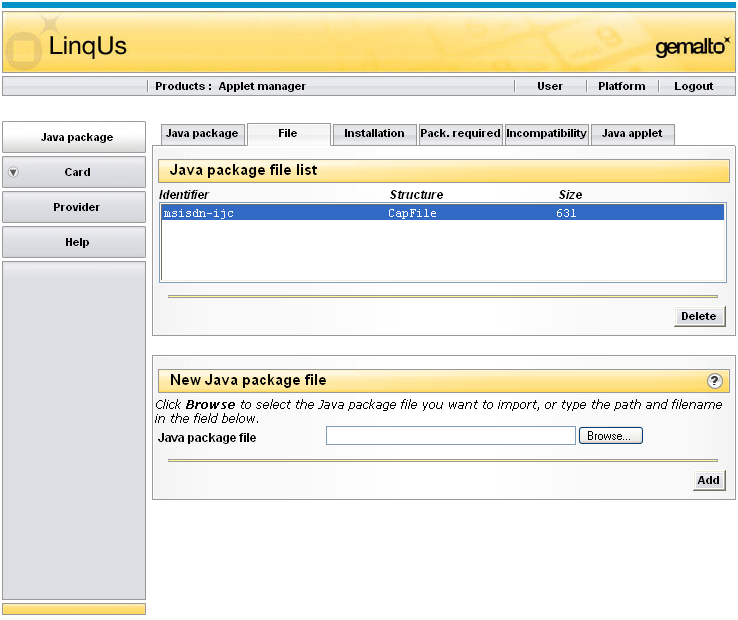 LinqUs
gemalto
Products : Applet manager
User
Platform
Logout
Java package
Card
Provider
Help
Java package
File
Installation
Pack. required
Incompatibility
Java applet
Java package file list
Identifier Structure Size
msisdn-ijc CapFile 631
Delete
New Java package file
?
Click Browse to select the Java package file you want to import, or type the path and filename
in the field below.
Java package file
Browse...
Add